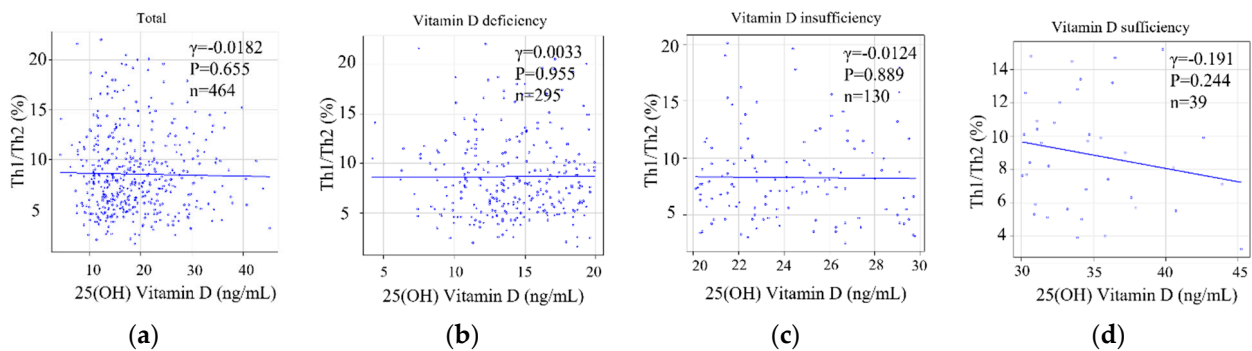 Total
γ=-0.0182
P=0.655
n=464
Th1/Th2 (%)
20
15
10
5
10 20 30 40
25(OH) Vitamin D (ng/mL)
(a)
Vitamin D deficiency
γ=0.0033
P=0.955
n=295
Th1/Th2 (%)
20
15
10
5
5 10 15 20
25(OH) Vitamin D (ng/mL)
(b)
Vitamin D insufficiency
γ=-0.0124
P=0.889
n=130
Th1/Th2 (%)
20
15
10
5
20 22 24 26 28 30
25(OH) Vitamin D (ng/mL)
(c)
Vitamin D sufficiency
γ=-0.191
P=0.244
n=39
Th1/Th2 (%)
14
12
10
8
6
4
30 35 40 45
25(OH) Vitamin D (ng/mL)
(d)